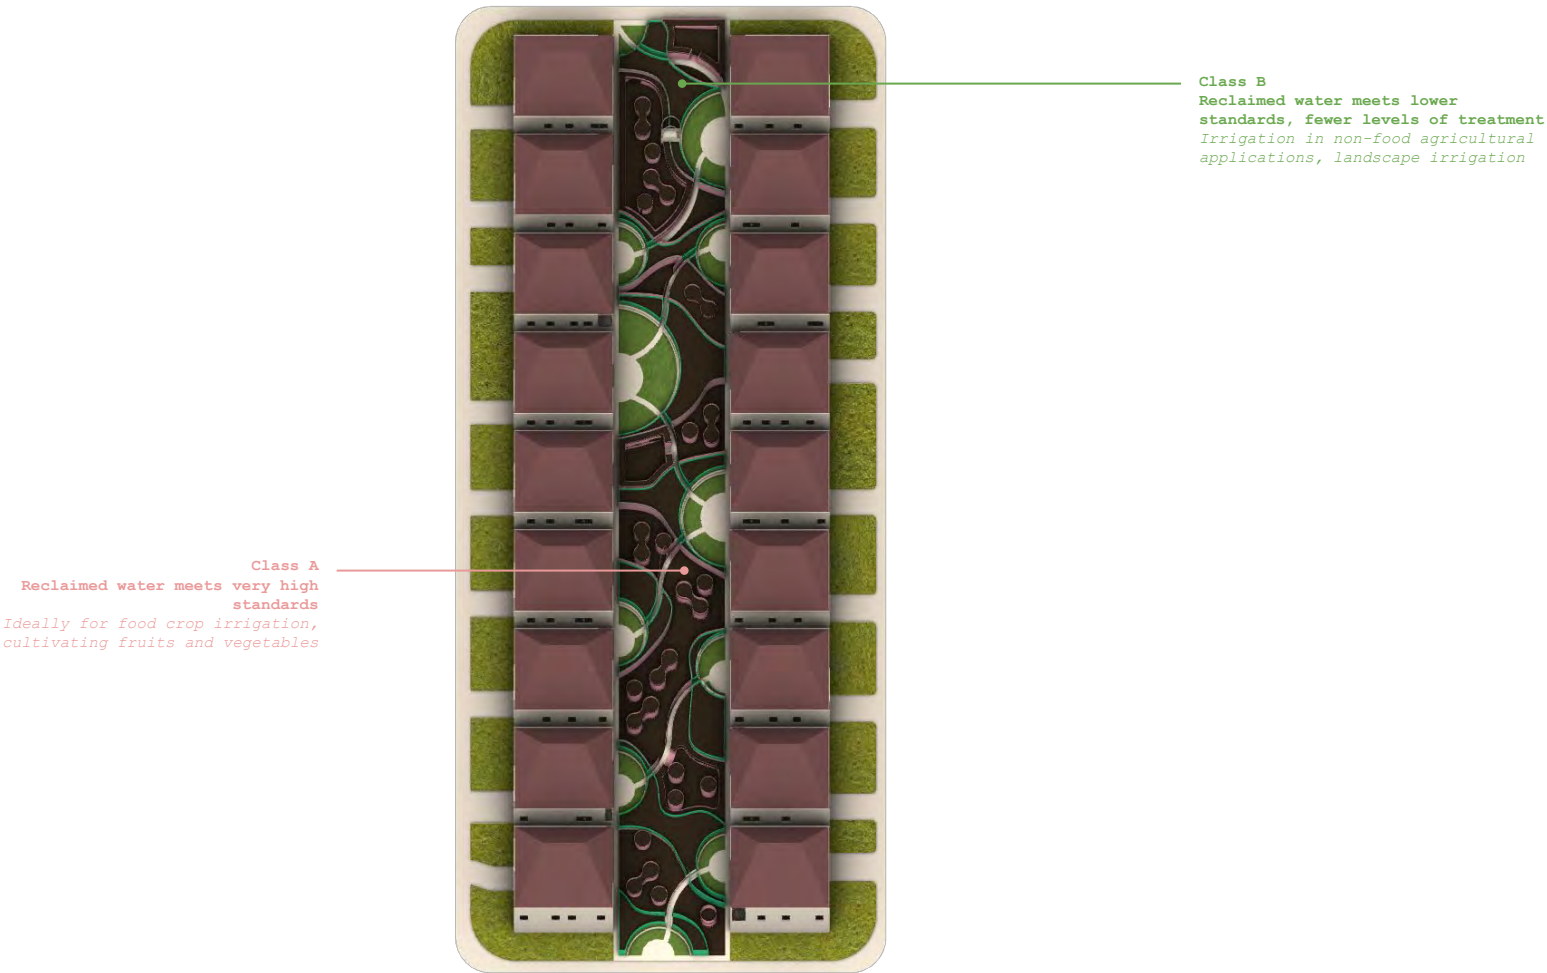 Class B
Reclaimed water meets lower
standards, fewer levels of treatment
Irrigation in non-food agricultural
applications, landscape irrigation
Class A
Reclaimed water meets very high
standards
Ideally for food crop irrigation,
cultivating fruits and vegetables